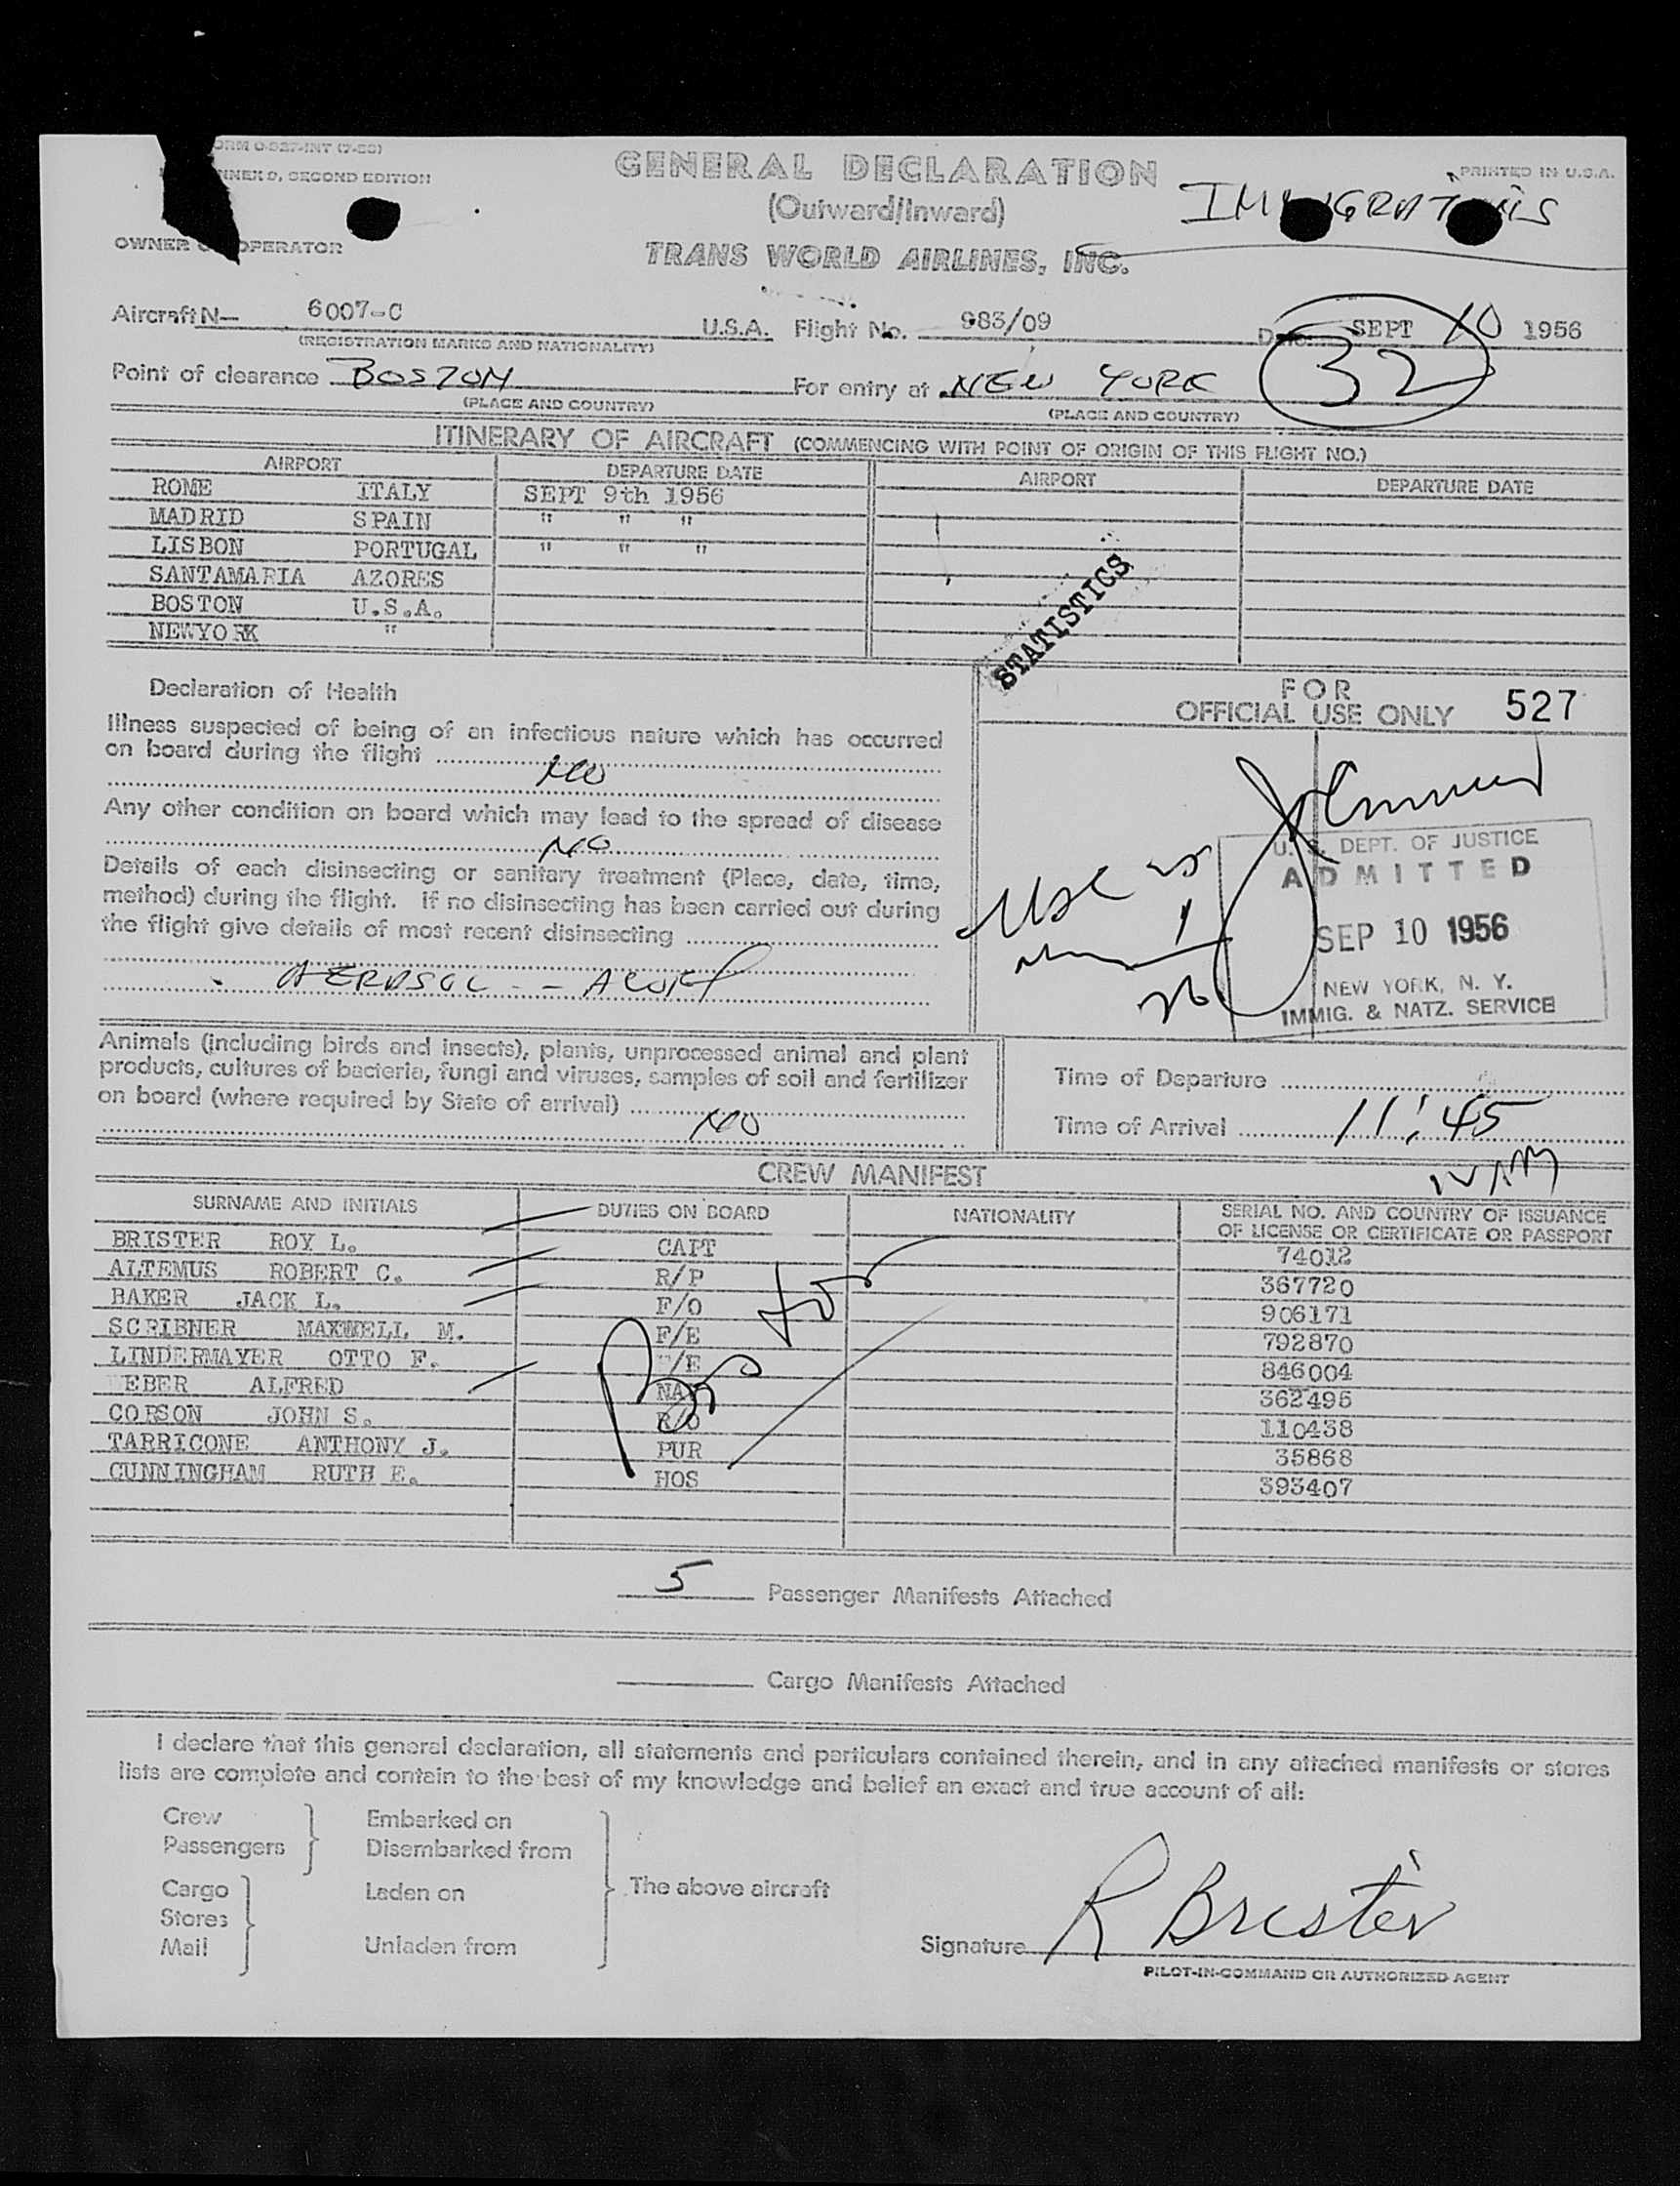 ORM O-927-INT (7-53)
NNEX 9, SECOND EDITION
GENERAL DECLARATION
PRINTED IN U.S.A.
(Outward/Inward)
OWNER O OPERATOR
TRANS WORLD AIRLINES, INC.
Aircraft N— 6007-C U.S.A. Flight No. 983/09 Date SEPT 10 1956
(REGISTRATION MARKS AND NATIONALITY)
32
Point of clearance BOSTON For entry at NEW YORK
(PLACE AND COUNTRY) (PLACE AND COUNTRY)
ITINERARY OF AIRCRAFT (COMMENCING WITH POINT OF ORIGIN OF THIS FLIGHT NO.)
AIRPORT DEPARTURE DATE AIRPORT DEPARTURE DATE
ROME ITALY SEPT 9th 1956
MADRID SPAIN " " "
LISBON PORTUGAL " " "
SANTAMARIA AZORES
BOSTON U.S.A.
NEWYORK "
STATISTICS
Declaration of Health
Illness suspected of being of an infectious nature which has occurred
on board during the flight
NO
Any other condition on board which may lead to the spread of disease
NO
Details of each disinsecting or sanitary treatment (Place, date, time,
method) during the flight. If no disinsecting has been carried out during
the flight give details of most recent disinsecting
AEROSOL
FOR
OFFICIAL USE ONLY 527
U. S. DEPT. OF JUSTICE
ADMITTED
SEP 10 1956
NEW YORK, N. Y.
IMMIG. & NATZ. SERVICE
Animals (including birds and insects), plants, unprocessed animal and plant
products, cultures of bacteria, fungi and viruses, samples of soil and fertilizer
on board (where required by State of arrival)
NO
Time of Departure
Time of Arrival 11:45
CREW MANIFEST
SURNAME AND INITIALS DUTIES ON BOARD NATIONALITY SERIAL NO. AND COUNTRY OF ISSUANCE
OF LICENSE OR CERTIFICATE OR PASSPORT
BRISTER ROY L. CAPT 74012
ALTEMUS ROBERT C. R/P 367720
BAKER JACK L. F/O 906171
SCRIBNER MAXWELL M. F/E 792870
LINDERMAYER OTTO F. /E 846004
EBER ALFRED NA 362495
CORSON JOHN S. R/O 110438
TARRICONE ANTHONY J. PUR 35868
CUNNINGHAM RUTH E. HOS 393407
5 Passenger Manifests Attached
Cargo Manifests Attached
I declare that this general declaration, all statements and particulars contained therein, and in any attached manifests or stores
lists are complete and contain to the best of my knowledge and belief an exact and true account of all:
Crew Embarked on
Passengers Disembarked from
Cargo Laden on The above aircraft
Stores
Mail Unladen from
Signature R Brister
PILOT-IN-COMMAND OR AUTHORIZED AGENT